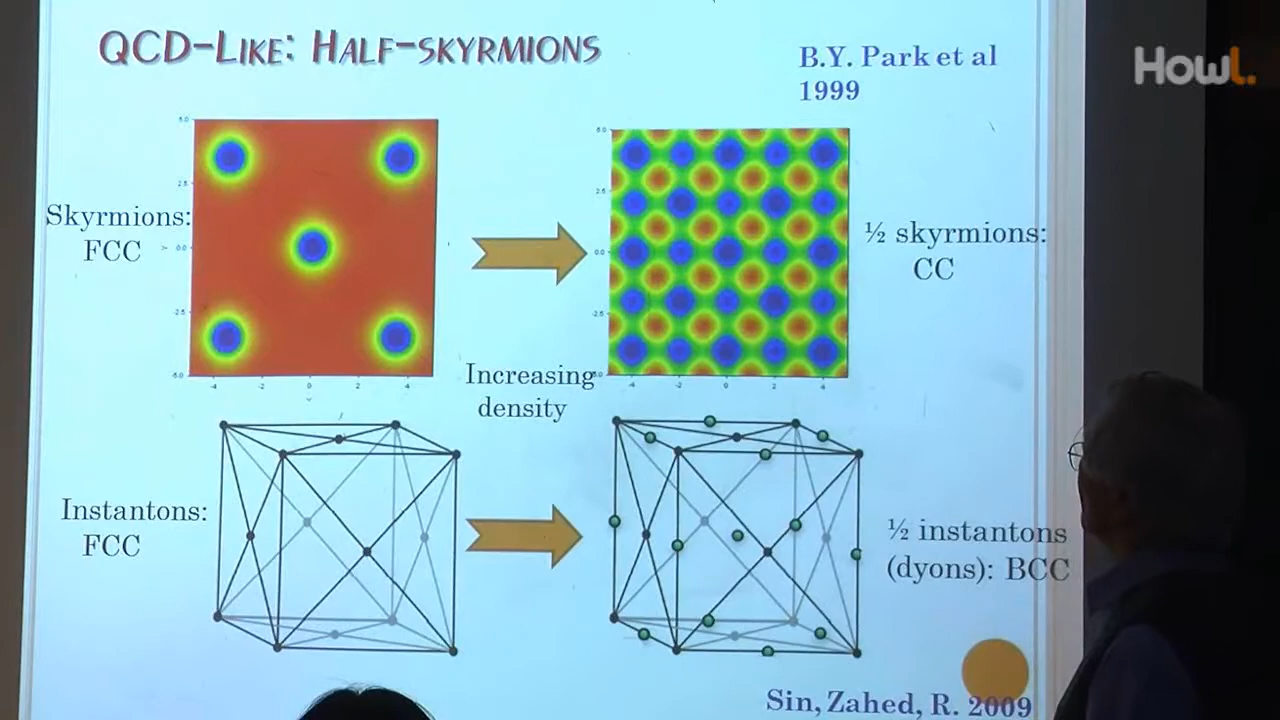 QCD-LIKE: HALF-SKYRMIONS
B.Y. Park et al
1999
Howl.
Skyrmions:
FCC
½ skyrmions:
CC
Increasing
density
Instantons:
FCC
½ instantons
(dyons): BCC
Sin, Zahed, R. 2009